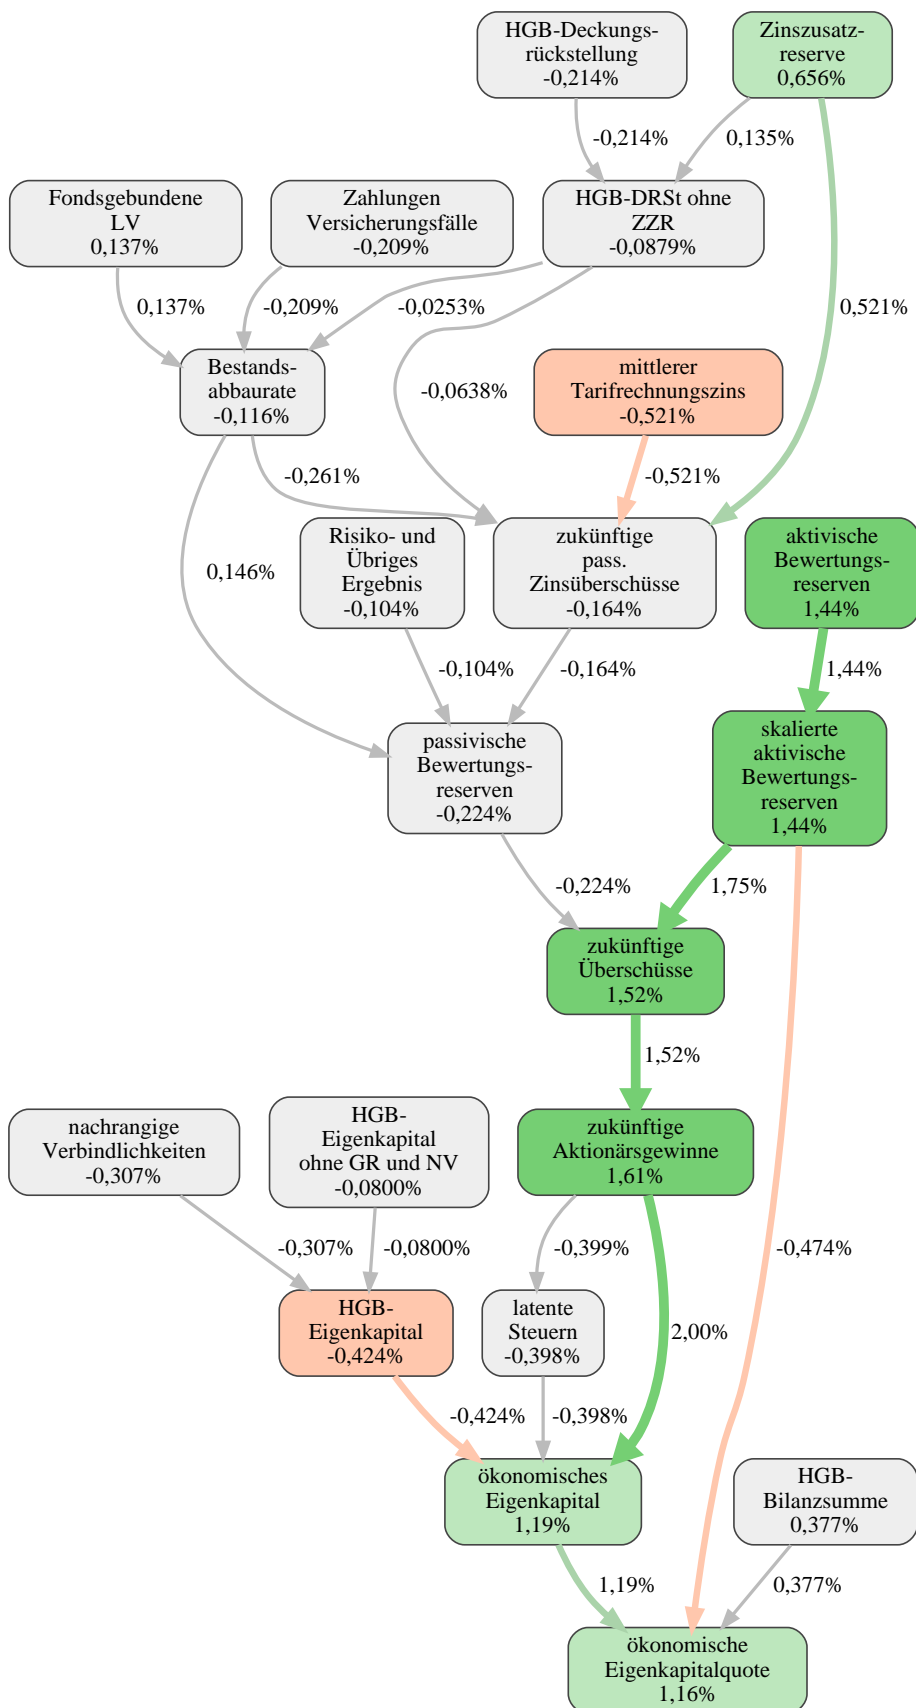 HGB-Deckungs-
rückstellung
-0,214%
Zinszusatz-
reserve
0,656%
-0,214%
0,135%
Fondsgebundene
LV
0,137%
Zahlungen
Versicherungsfälle
-0,209%
HGB-DRSt ohne
ZZR
-0,0879%
0,137%
-0,209%
-0,0253%
0,521%
Bestands-
abbaurate
-0,116%
-0,0638%
mittlerer
Tarifrechnungszins
-0,521%
-0,261%
-0,521%
0,146%
Risiko- und
Übriges
Ergebnis
-0,104%
zukünftige
pass.
Zinsüberschüsse
-0,164%
aktivische
Bewertungs-
reserven
1,44%
-0,104%
-0,164%
1,44%
passivische
Bewertungs-
reserven
-0,224%
skalierte
aktivische
Bewertungs-
reserven
1,44%
-0,224%
1,75%
zukünftige
Überschüsse
1,52%
1,52%
nachrangige
Verbindlichkeiten
-0,307%
HGB-
Eigenkapital
ohne GR und NV
-0,0800%
zukünftige
Aktionärsgewinne
1,61%
-0,307%
-0,0800%
-0,399%
-0,474%
HGB-
Eigenkapital
-0,424%
latente
Steuern
-0,398%
2,00%
-0,424%
-0,398%
ökonomisches
Eigenkapital
1,19%
HGB-
Bilanzsumme
0,377%
1,19%
0,377%
ökonomische
Eigenkapitalquote
1,16%